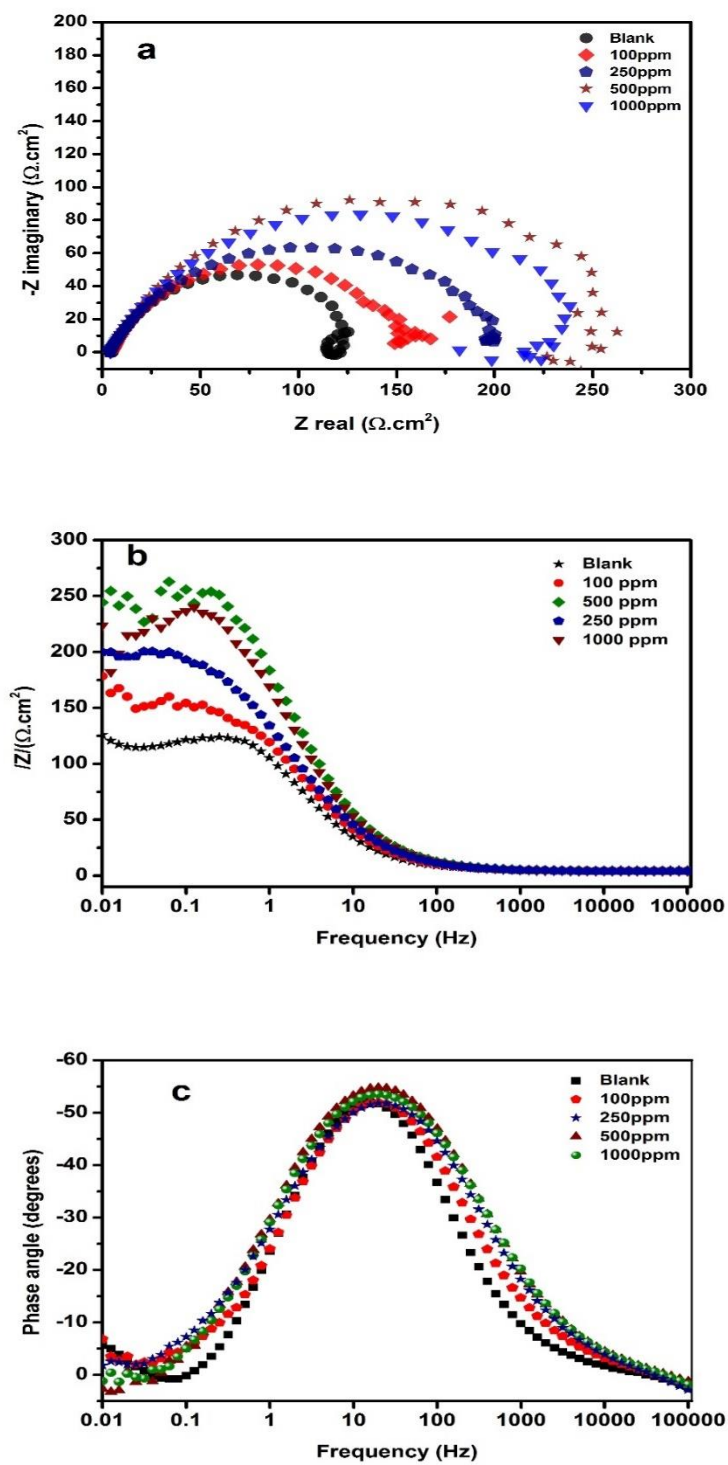 a
Blank
100ppm
250ppm
500ppm
1000ppm
200
180
160
140
120
100
80
60
40
20
0
-Z imaginary (Ω.cm²)
0
50
100
150
200
250
300
Z real (Ω.cm²)
b
Blank
100 ppm
500 ppm
250 ppm
1000 ppm
300
250
200
150
100
50
0
/Z/(Ω.cm²)
0.01
0.1
1
10
100
1000
10000
100000
Frequency (Hz)
c
Blank
100ppm
250ppm
500ppm
1000ppm
-60
-50
-40
-30
-20
-10
0
Phase angle (degrees)
0.01
0.1
1
10
100
1000
10000
100000
Frequency (Hz)